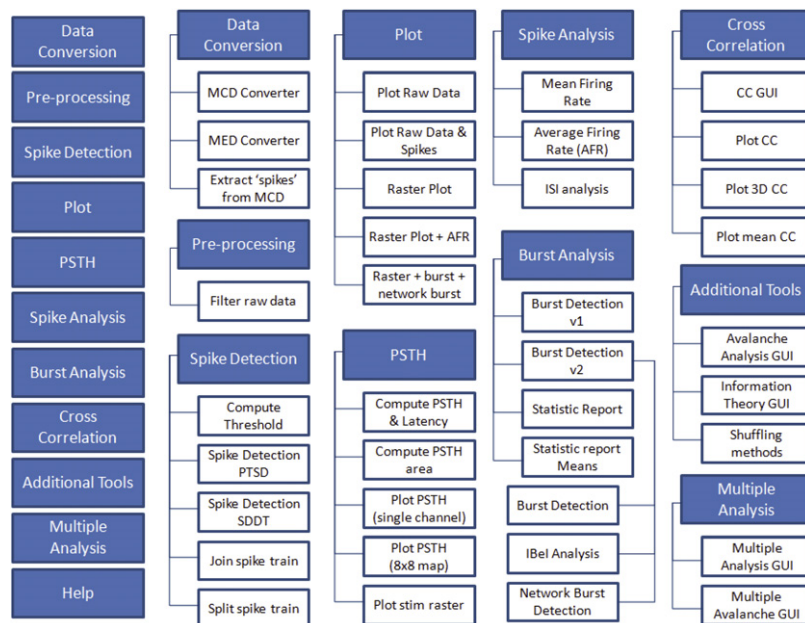 Data
Conversion
Pre-processing
Spike Detection
Plot
PSTH
Spike Analysis
Burst Analysis
Cross
Correlation
Additional Tools
Multiple
Analysis
Help
Data
Conversion
MCD Converter
MED Converter
Extract ‘spikes’
from MCD
Pre-processing
Filter raw data
Spike Detection
Compute
Threshold
Spike Detection
PTSD
Spike Detection
SDDT
Join spike train
Split spike train
Plot
Plot Raw Data
Plot Raw Data &
Spikes
Raster Plot
Raster Plot + AFR
Raster + burst +
network burst
PSTH
Compute PSTH
& Latency
Compute PSTH
area
Plot PSTH
(single channel)
Plot PSTH
(8x8 map)
Plot stim raster
Spike Analysis
Mean Firing
Rate
Average Firing
Rate (AFR)
ISI analysis
Burst Analysis
Burst Detection
v1
Burst Detection
v2
Statistic Report
Statistic report
Means
Burst Detection
IBeI Analysis
Network Burst
Detection
Cross
Correlation
CC GUI
Plot CC
Plot 3D CC
Plot mean CC
Additional Tools
Avalanche
Analysis GUI
Information
Theory GUI
Shuffling
methods
Multiple
Analysis
Multiple
Analysis GUI
Multiple
Avalanche GUI